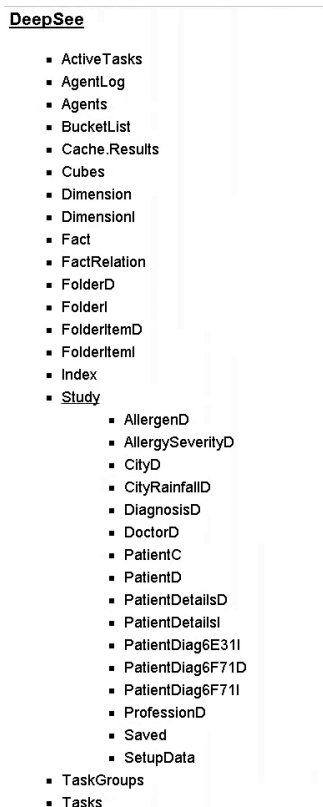 DeepSee
ActiveTasks
AgentLog
Agents
BucketList
Cache.Results
Cubes
Dimension
DimensionI
Fact
FactRelation
FolderD
FolderI
FolderItemD
FolderItemI
Index
Study
AllergenD
AllergySeverityD
CityD
CityRainfallD
DiagnosisD
DoctorD
PatientC
PatientD
PatientDetailsD
PatientDetailsI
PatientDiag6E31I
PatientDiag6F71D
PatientDiag6F71I
ProfessionD
Saved
SetupData
TaskGroups
Tasks